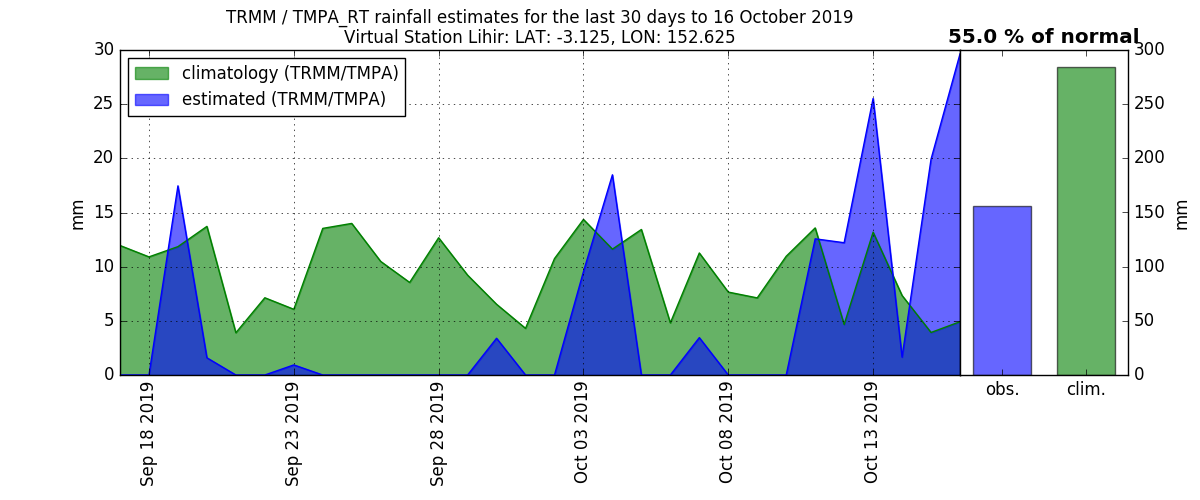 TRMM / TMPA_RT rainfall estimates for the last 30 days to 16 October 2019
Virtual Station Lihir: LAT: -3.125, LON: 152.625
55.0 % of normal
climatology (TRMM/TMPA)
estimated (TRMM/TMPA)
30
25
20
15
10
5
0
mm
300
250
200
150
100
50
0
mm
Sep 18 2019
Sep 23 2019
Sep 28 2019
Oct 03 2019
Oct 08 2019
Oct 13 2019
obs.
clim.